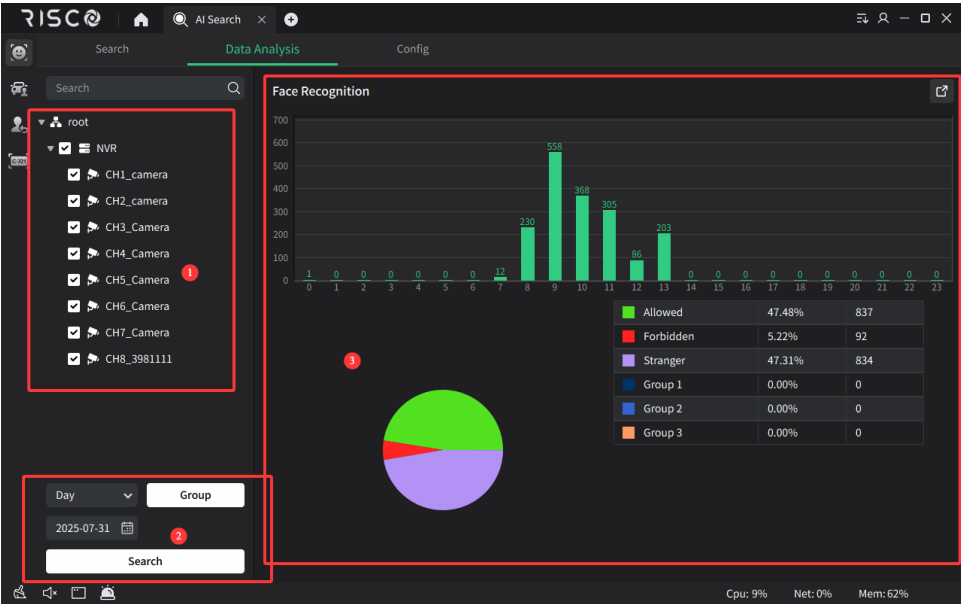 RISCO
AI Search
Search
Data Analysis
Config
Search
root
NVR
CH1_camera
CH2_camera
CH3_Camera
CH4_Camera
CH5_Camera
CH6_Camera
CH7_Camera
CH8_3981111
1
Day
Group
2025-07-31
2
Search
Face Recognition
700
600
500
400
300
200
100
0
1 0 0 0 0 0 0 12 230 558 368 305 86 203 0 0 0 0 0 0 0 0 0 0
0 1 2 3 4 5 6 7 8 9 10 11 12 13 14 15 16 17 18 19 20 21 22 23
3
Allowed 47.48% 837
Forbidden 5.22% 92
Stranger 47.31% 834
Group 1 0.00% 0
Group 2 0.00% 0
Group 3 0.00% 0
Cpu: 9% Net: 0% Mem: 62%